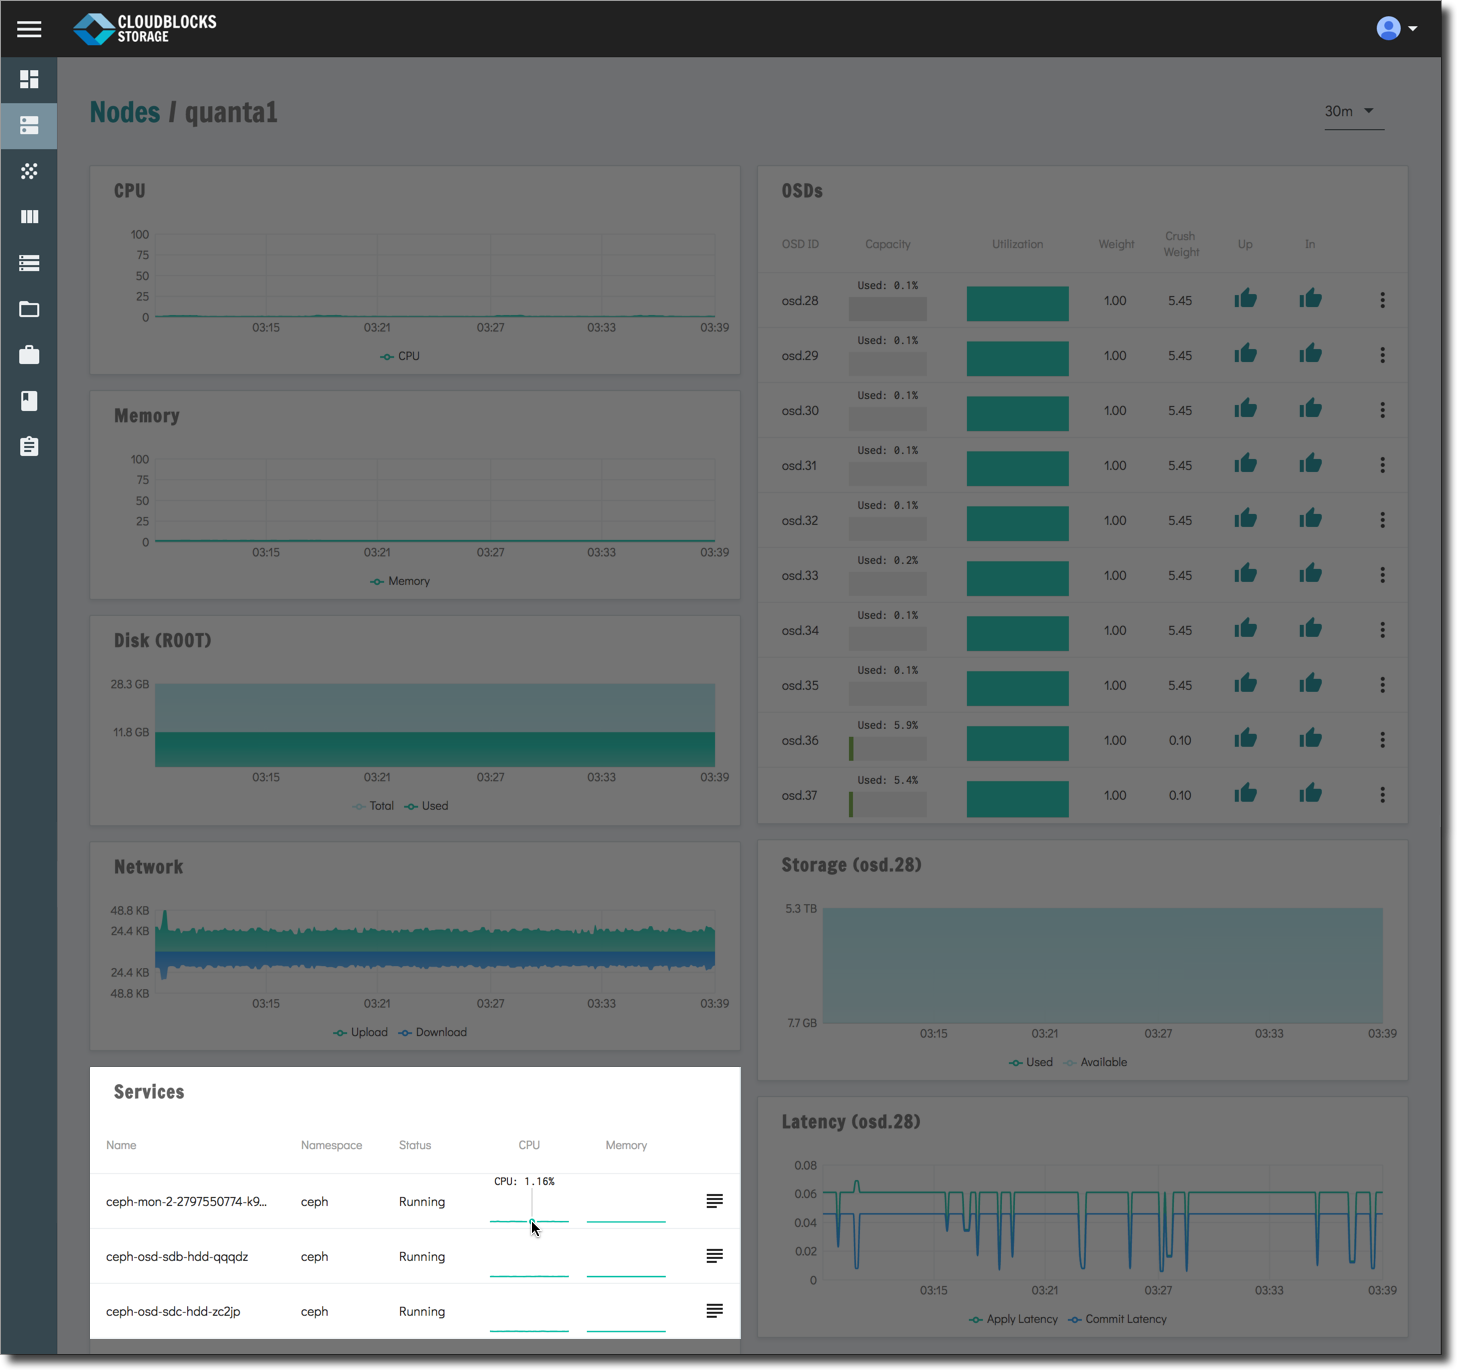 CLOUDBLOCKS
STORAGE
Nodes / quanta1
30m
CPU
100
75
50
25
0
03:15 03:21 03:27 03:33 03:39
CPU
Memory
100
75
50
25
0
03:15 03:21 03:27 03:33 03:39
Memory
Disk (ROOT)
28.3 GB
11.8 GB
03:15 03:21 03:27 03:33 03:39
Total Used
Network
48.8 KB
24.4 KB
24.4 KB
48.8 KB
03:15 03:21 03:27 03:33 03:39
Upload Download
Services
Name Namespace Status CPU Memory
CPU: 1.16%
ceph-mon-2-2797550774-k9... ceph Running
ceph-osd-sdb-hdd-qqqdz ceph Running
ceph-osd-sdc-hdd-zc2jp ceph Running
OSDs
OSD ID Capacity Utilization Weight Crush Weight Up In
Used: 0.1%
osd.28 1.00 5.45
Used: 0.1%
osd.29 1.00 5.45
Used: 0.1%
osd.30 1.00 5.45
Used: 0.1%
osd.31 1.00 5.45
Used: 0.1%
osd.32 1.00 5.45
Used: 0.2%
osd.33 1.00 5.45
Used: 0.1%
osd.34 1.00 5.45
Used: 0.1%
osd.35 1.00 5.45
Used: 5.9%
osd.36 1.00 0.10
Used: 5.4%
osd.37 1.00 0.10
Storage (osd.28)
5.3 TB
7.7 GB
03:15 03:21 03:27 03:33 03:39
Used Available
Latency (osd.28)
0.08
0.06
0.04
0.02
0
03:15 03:21 03:27 03:33 03:39
Apply Latency Commit Latency